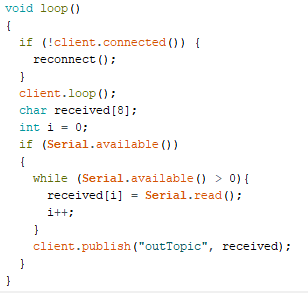 void loop()
{
  if (!client.connected()) {
    reconnect();
  }
  client.loop();
  char received[8];
  int i = 0;
  if (Serial.available())
  {
    while (Serial.available() > 0){
      received[i] = Serial.read();
      i++;
    }
    client.publish("outTopic", received);
  }
}